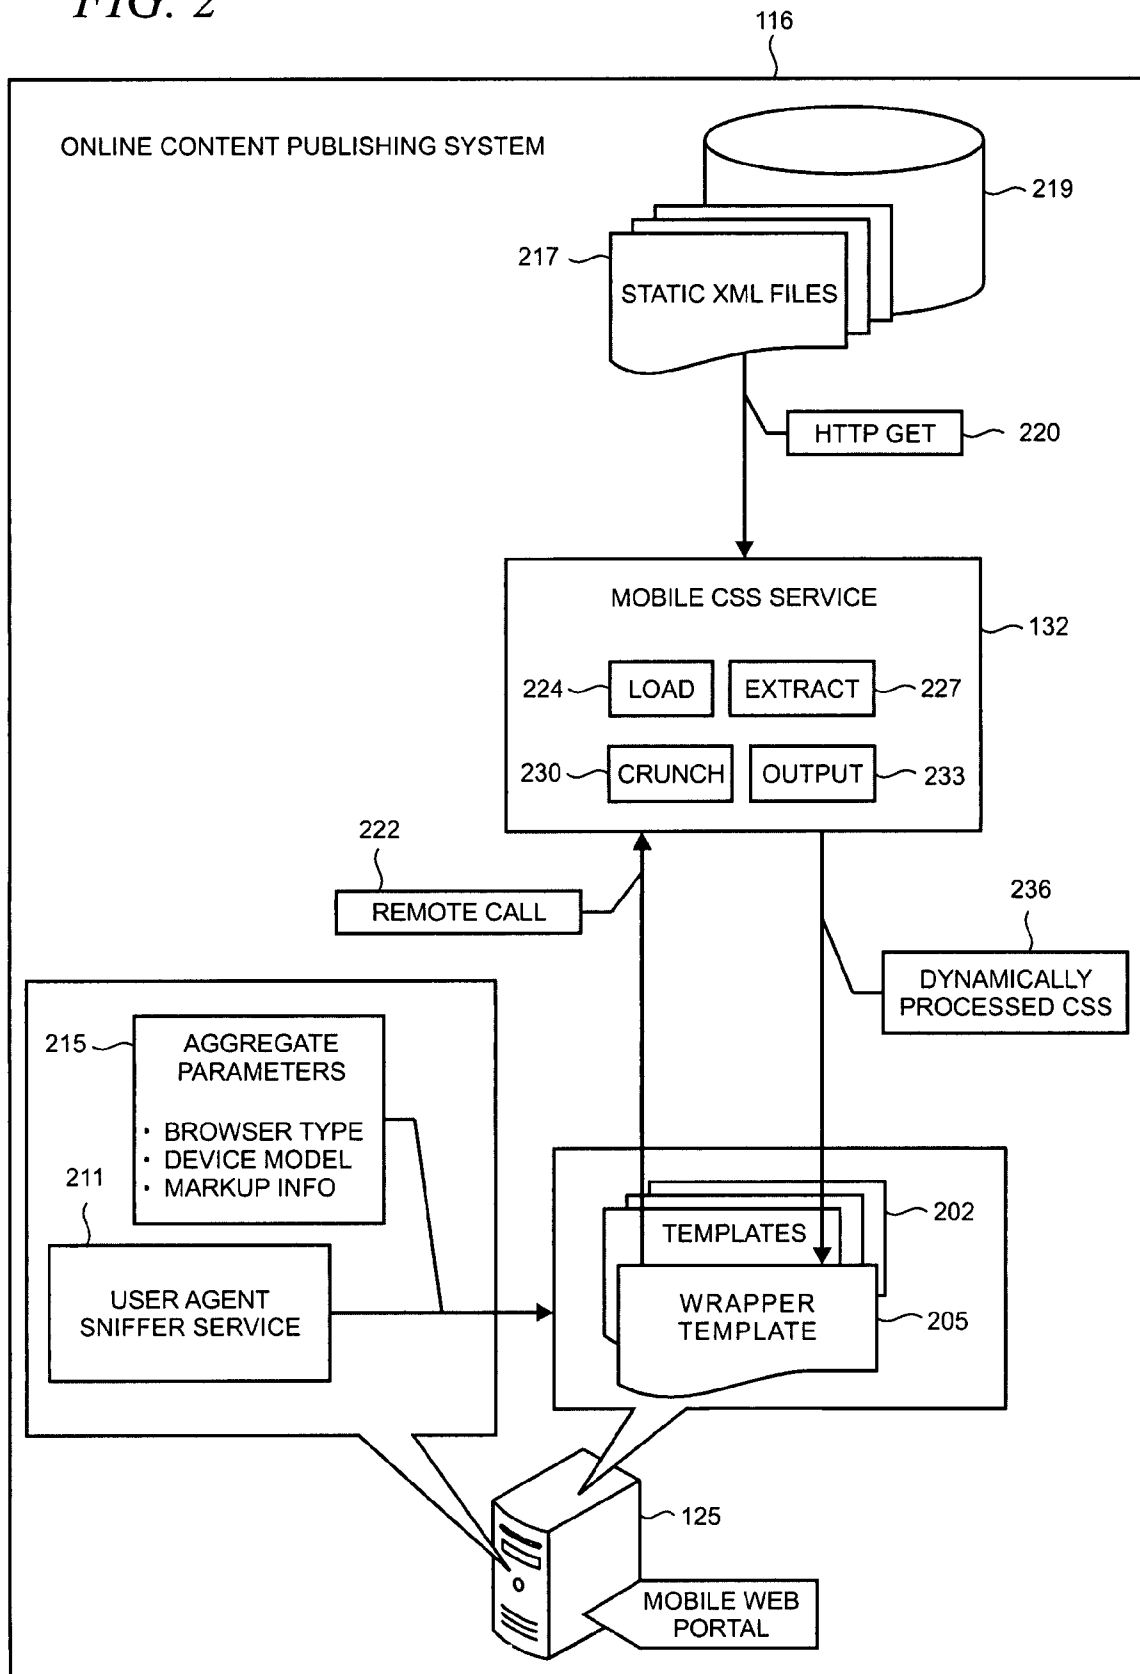 FIG. 2
116
ONLINE CONTENT PUBLISHING SYSTEM
219
217
STATIC XML FILES
HTTP GET
220
MOBILE CSS SERVICE
132
224
LOAD
EXTRACT
227
230
CRUNCH
OUTPUT
233
222
REMOTE CALL
236
DYNAMICALLY
PROCESSED CSS
215
AGGREGATE
PARAMETERS
• BROWSER TYPE
• DEVICE MODEL
• MARKUP INFO
211
USER AGENT
SNIFFER SERVICE
202
TEMPLATES
WRAPPER
TEMPLATE
205
125
MOBILE WEB
PORTAL